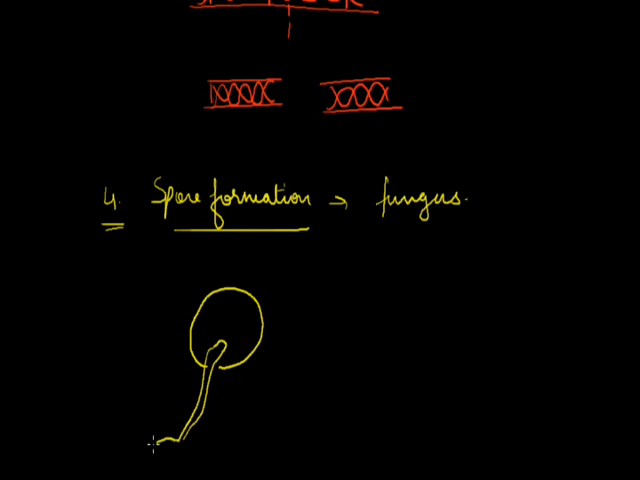 4. Spore formation → fungus.